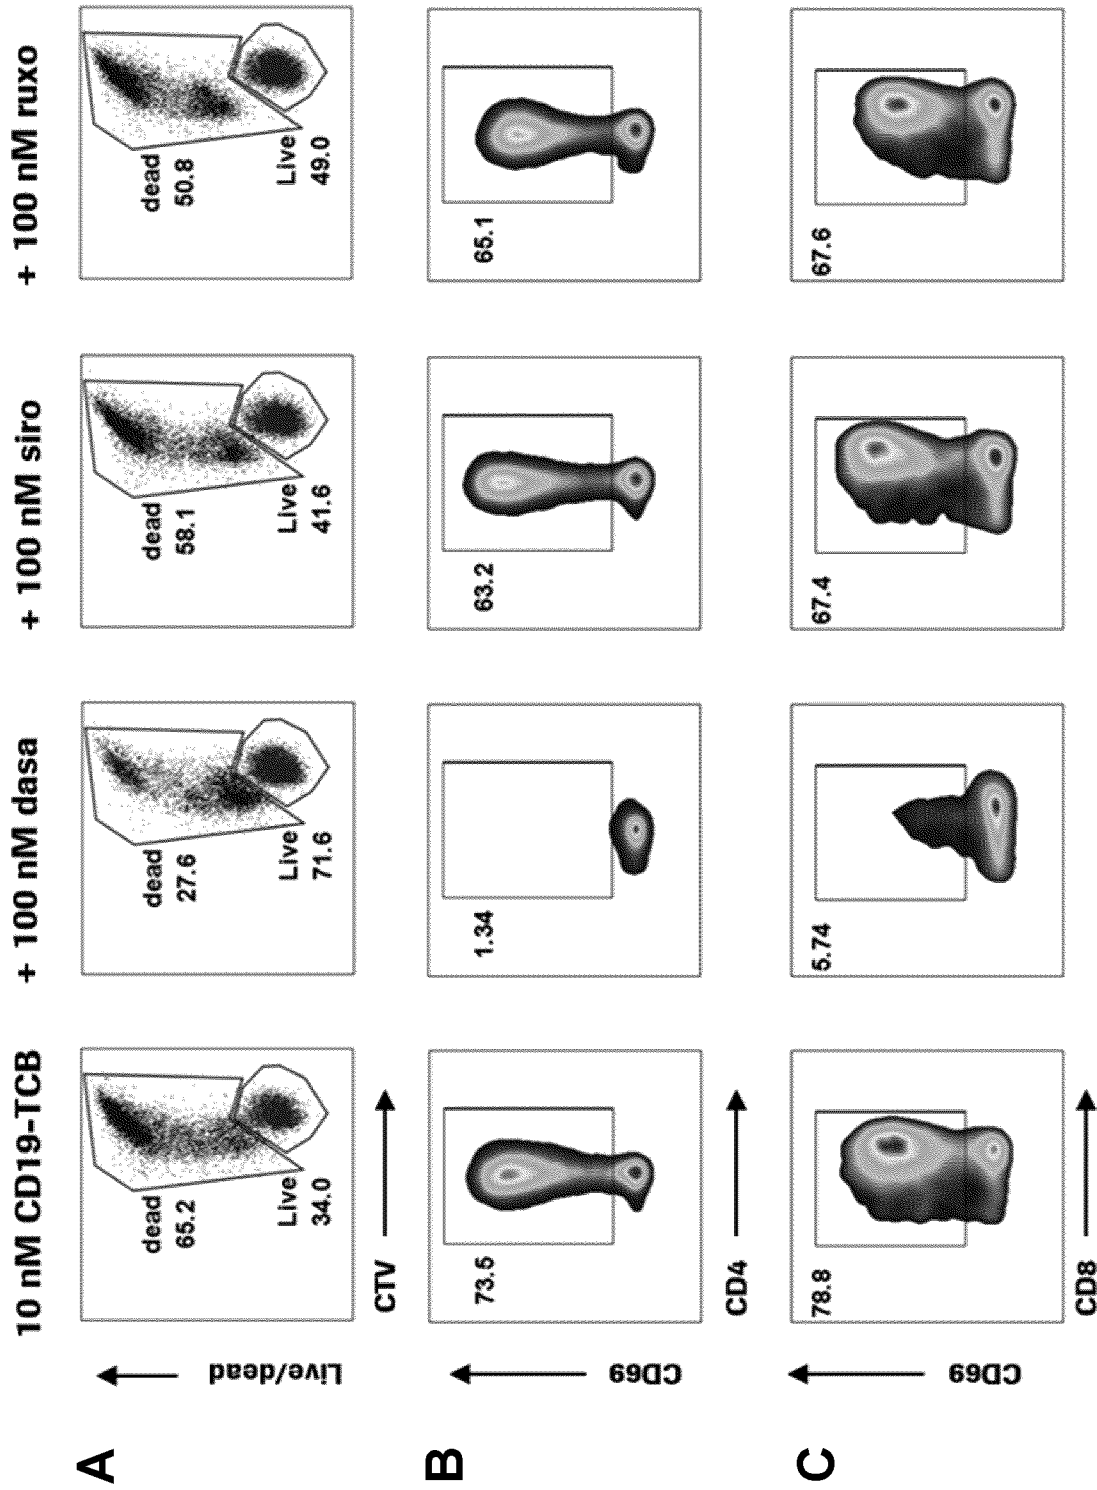 10 nM CD19-TCB
+ 100 nM dasa
+ 100 nM siro
+ 100 nM ruxo
A
Live/dead
dead
65.2
Live
34.0
dead
27.6
Live
71.6
dead
58.1
Live
41.6
dead
50.8
Live
49.0
CTV
B
CD69
73.5
1.34
63.2
65.1
CD4
C
CD69
78.8
5.74
67.4
67.6
CD8